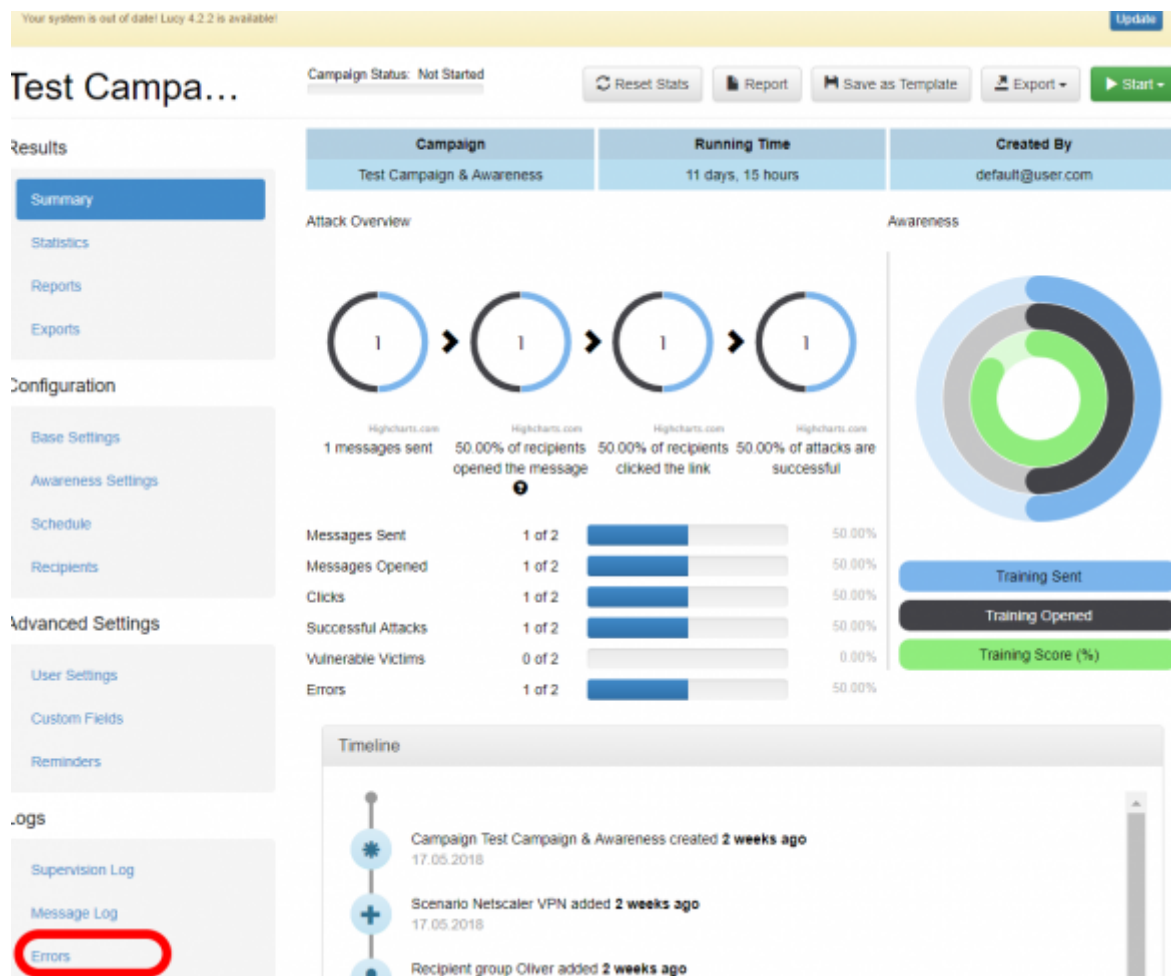 Your system is out of date! Lucy 4.2.2 is available!
Update
Test Campa...
Campaign Status: Not Started
Reset Stats
Report
Save as Template
Export
Start
Results
Summary
Statistics
Reports
Exports
Configuration
Base Settings
Awareness Settings
Schedule
Recipients
Advanced Settings
User Settings
Custom Fields
Reminders
Logs
Supervision Log
Message Log
Errors
Campaign Running Time Created By
Test Campaign & Awareness 11 days, 15 hours default@user.com
Attack Overview
Awareness
1 1 1 1
Highcharts.com Highcharts.com Highcharts.com Highcharts.com
1 messages sent
50.00% of recipients
opened the message
?
50.00% of recipients
clicked the link
50.00% of attacks are
successful
Messages Sent 1 of 2 50.00%
Messages Opened 1 of 2 50.00%
Clicks 1 of 2 50.00%
Successful Attacks 1 of 2 50.00%
Vulnerable Victims 0 of 2 0.00%
Errors 1 of 2 50.00%
Training Sent
Training Opened
Training Score (%)
Timeline
Campaign Test Campaign & Awareness created 2 weeks ago
17.05.2018
Scenario Netscaler VPN added 2 weeks ago
17.05.2018
Recipient group Oliver added 2 weeks ago